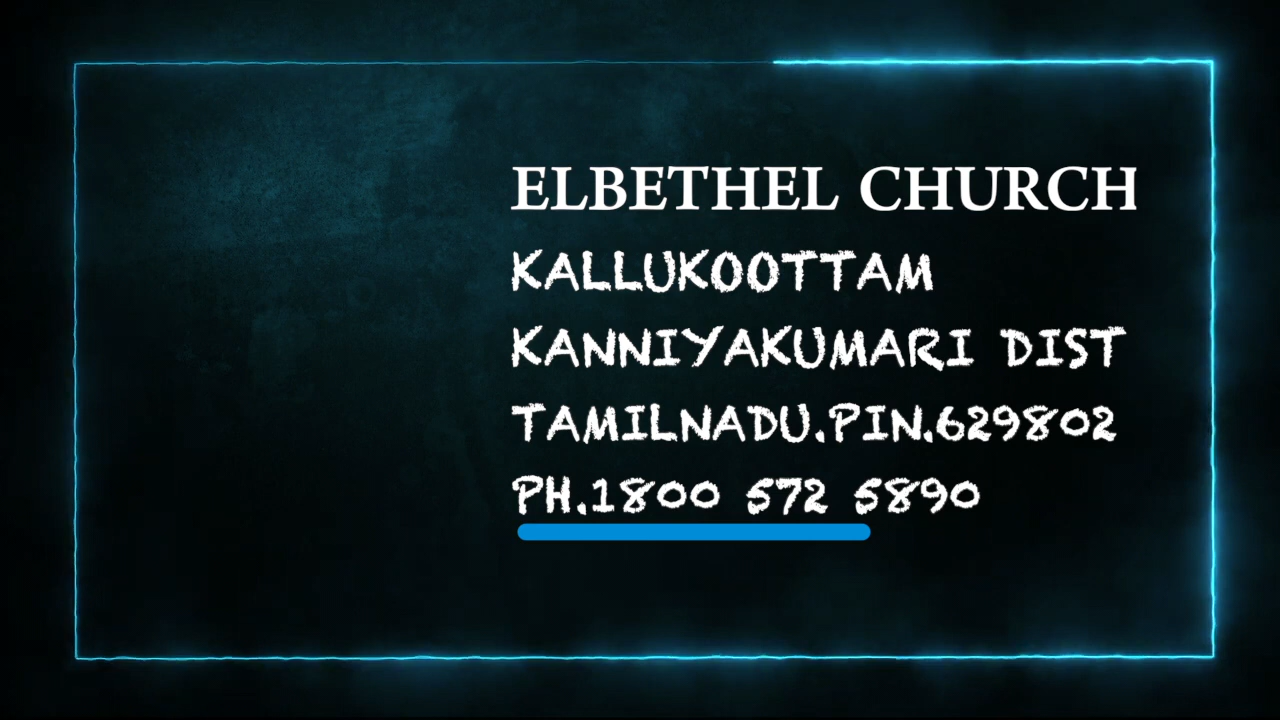 ELBETHEL CHURCH
KALLUKOOTTAM
KANNIYAKUMARI DIST
TAMILNADU.PIN.629802
PH.1800 572 5890